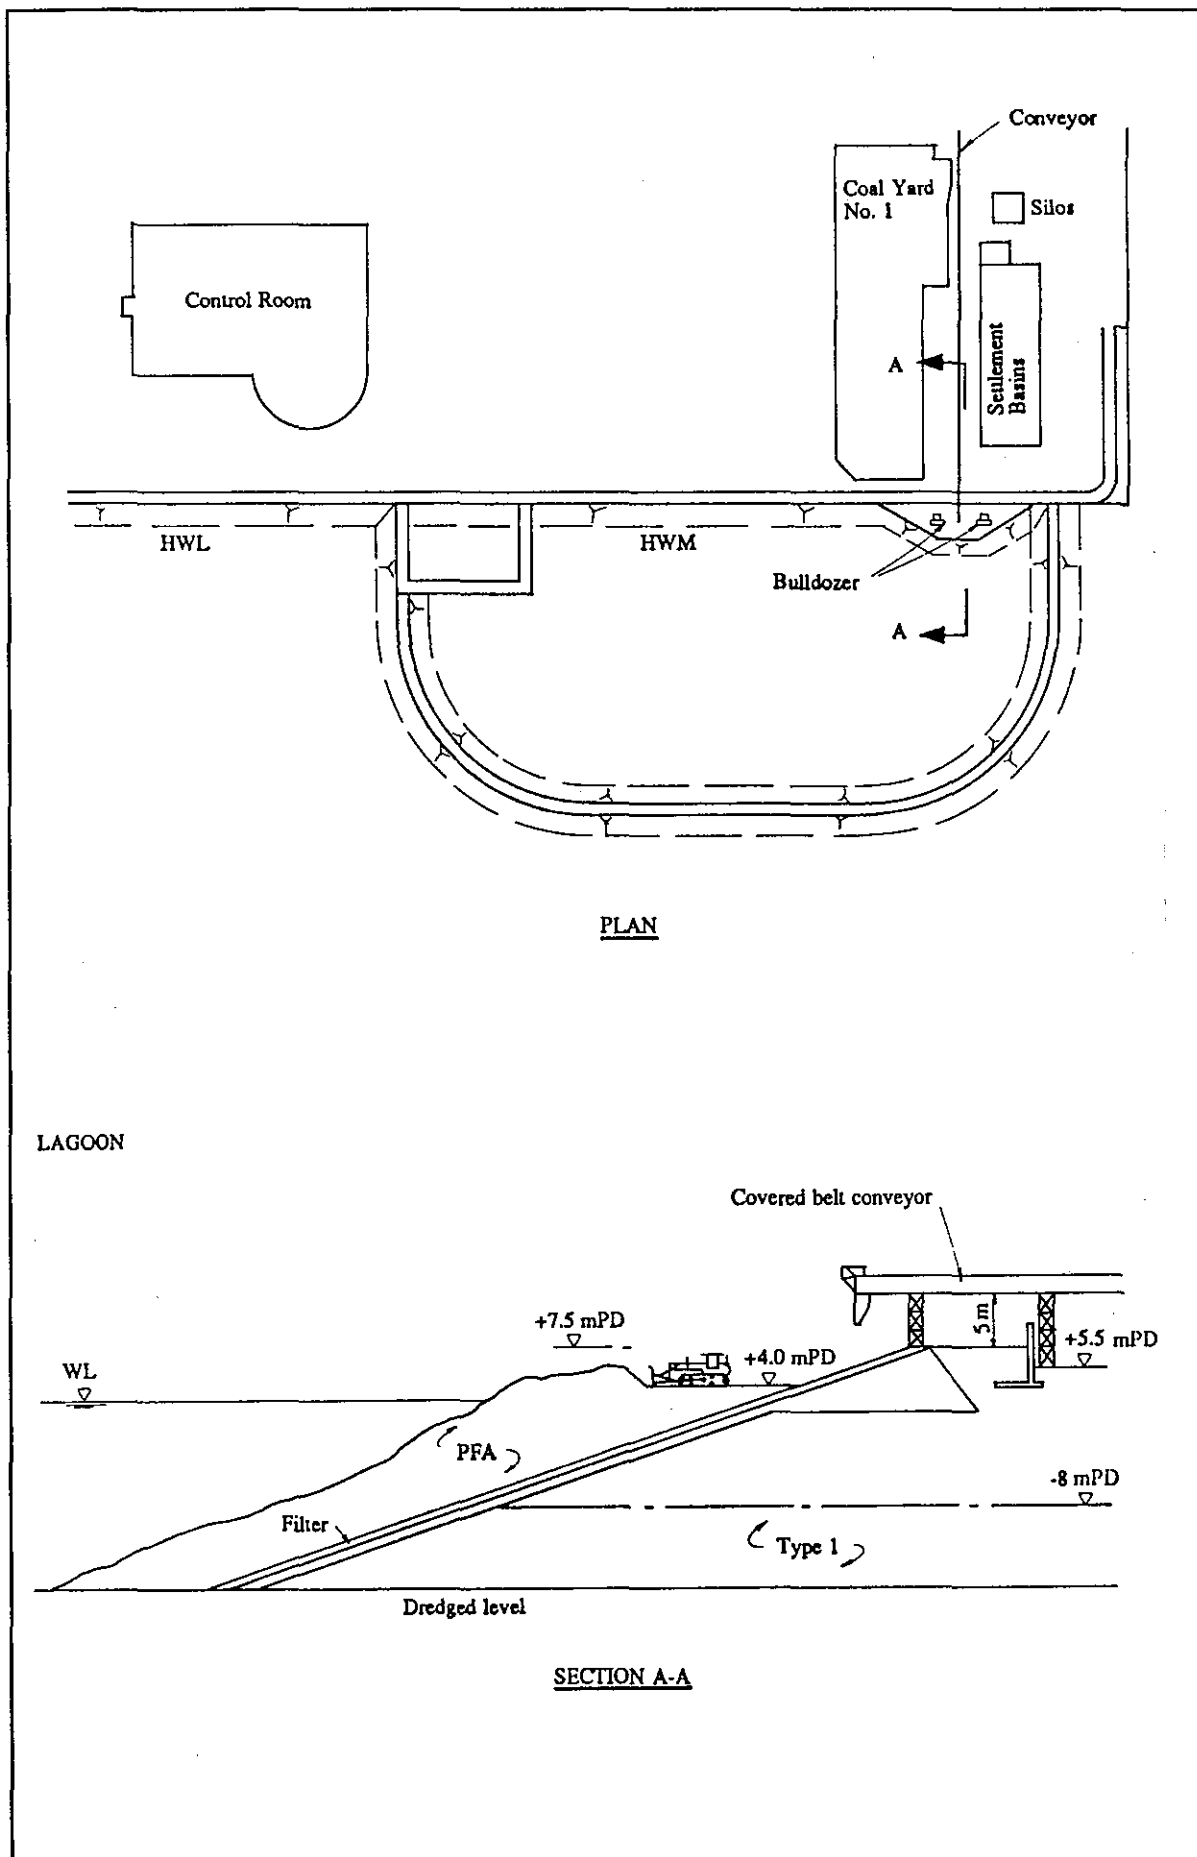 Conveyor
Coal Yard
No. 1
Silos
Control Room
A
Settlement
Basins
HWL
HWM
Bulldozer
A
PLAN
LAGOON
Covered belt conveyor
+7.5 mPD
5 m
+5.5 mPD
WL
+4.0 mPD
PFA
-8 mPD
Filter
Type 1
Dredged level
SECTION A-A